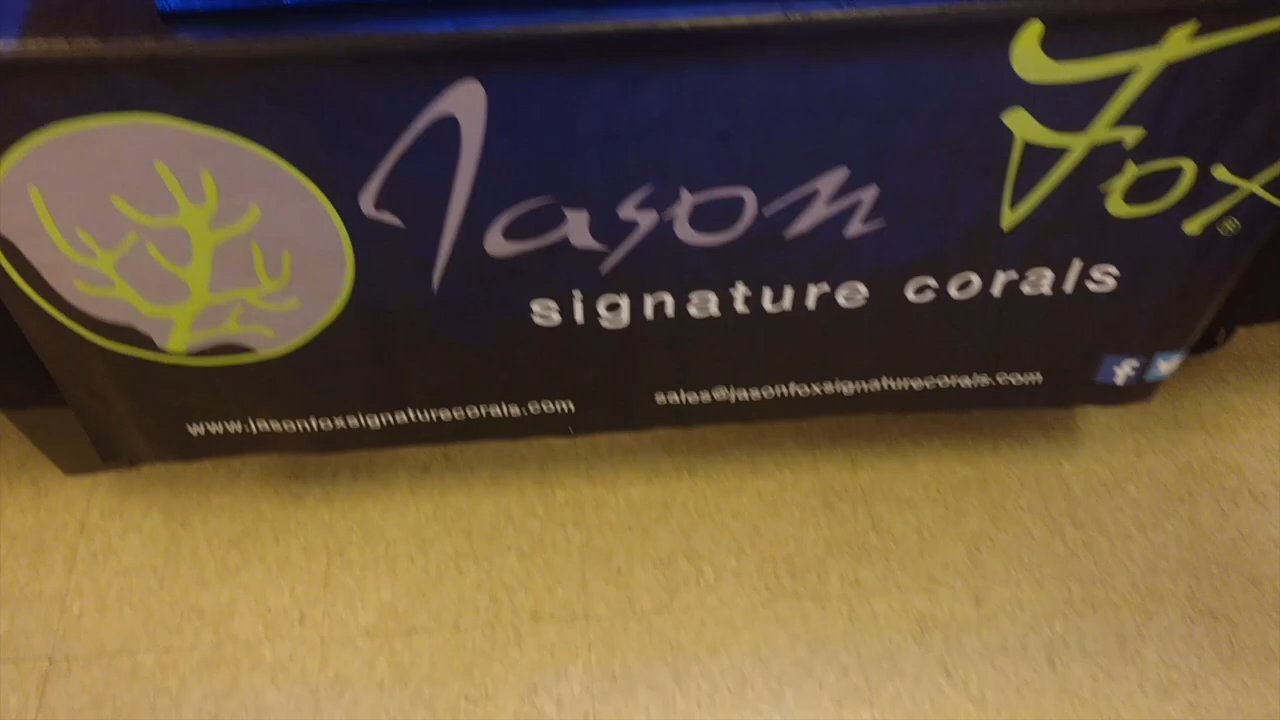 Jason Fox®
signature corals
www.jasonfoxsignaturecorals.com sales@jasonfoxsignaturecorals.com